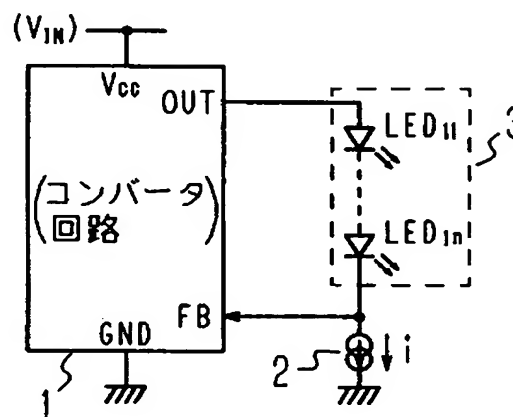 (VIN)
Vcc
OUT
LED11
3
(コンバータ
回路)
LED1n
FB
GND
1
2
i